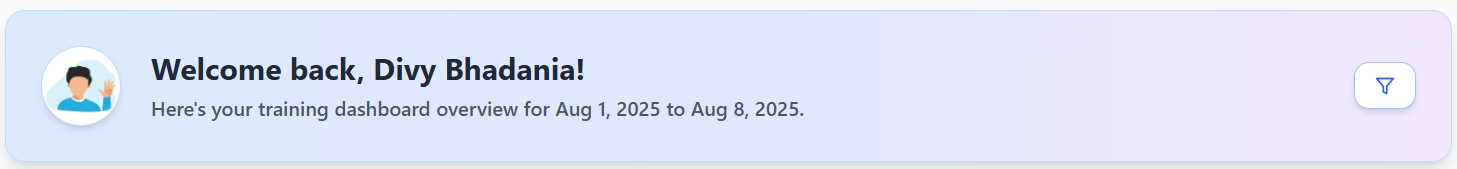 Welcome back, Divy Bhadania!
Here's your training dashboard overview for Aug 1, 2025 to Aug 8, 2025.